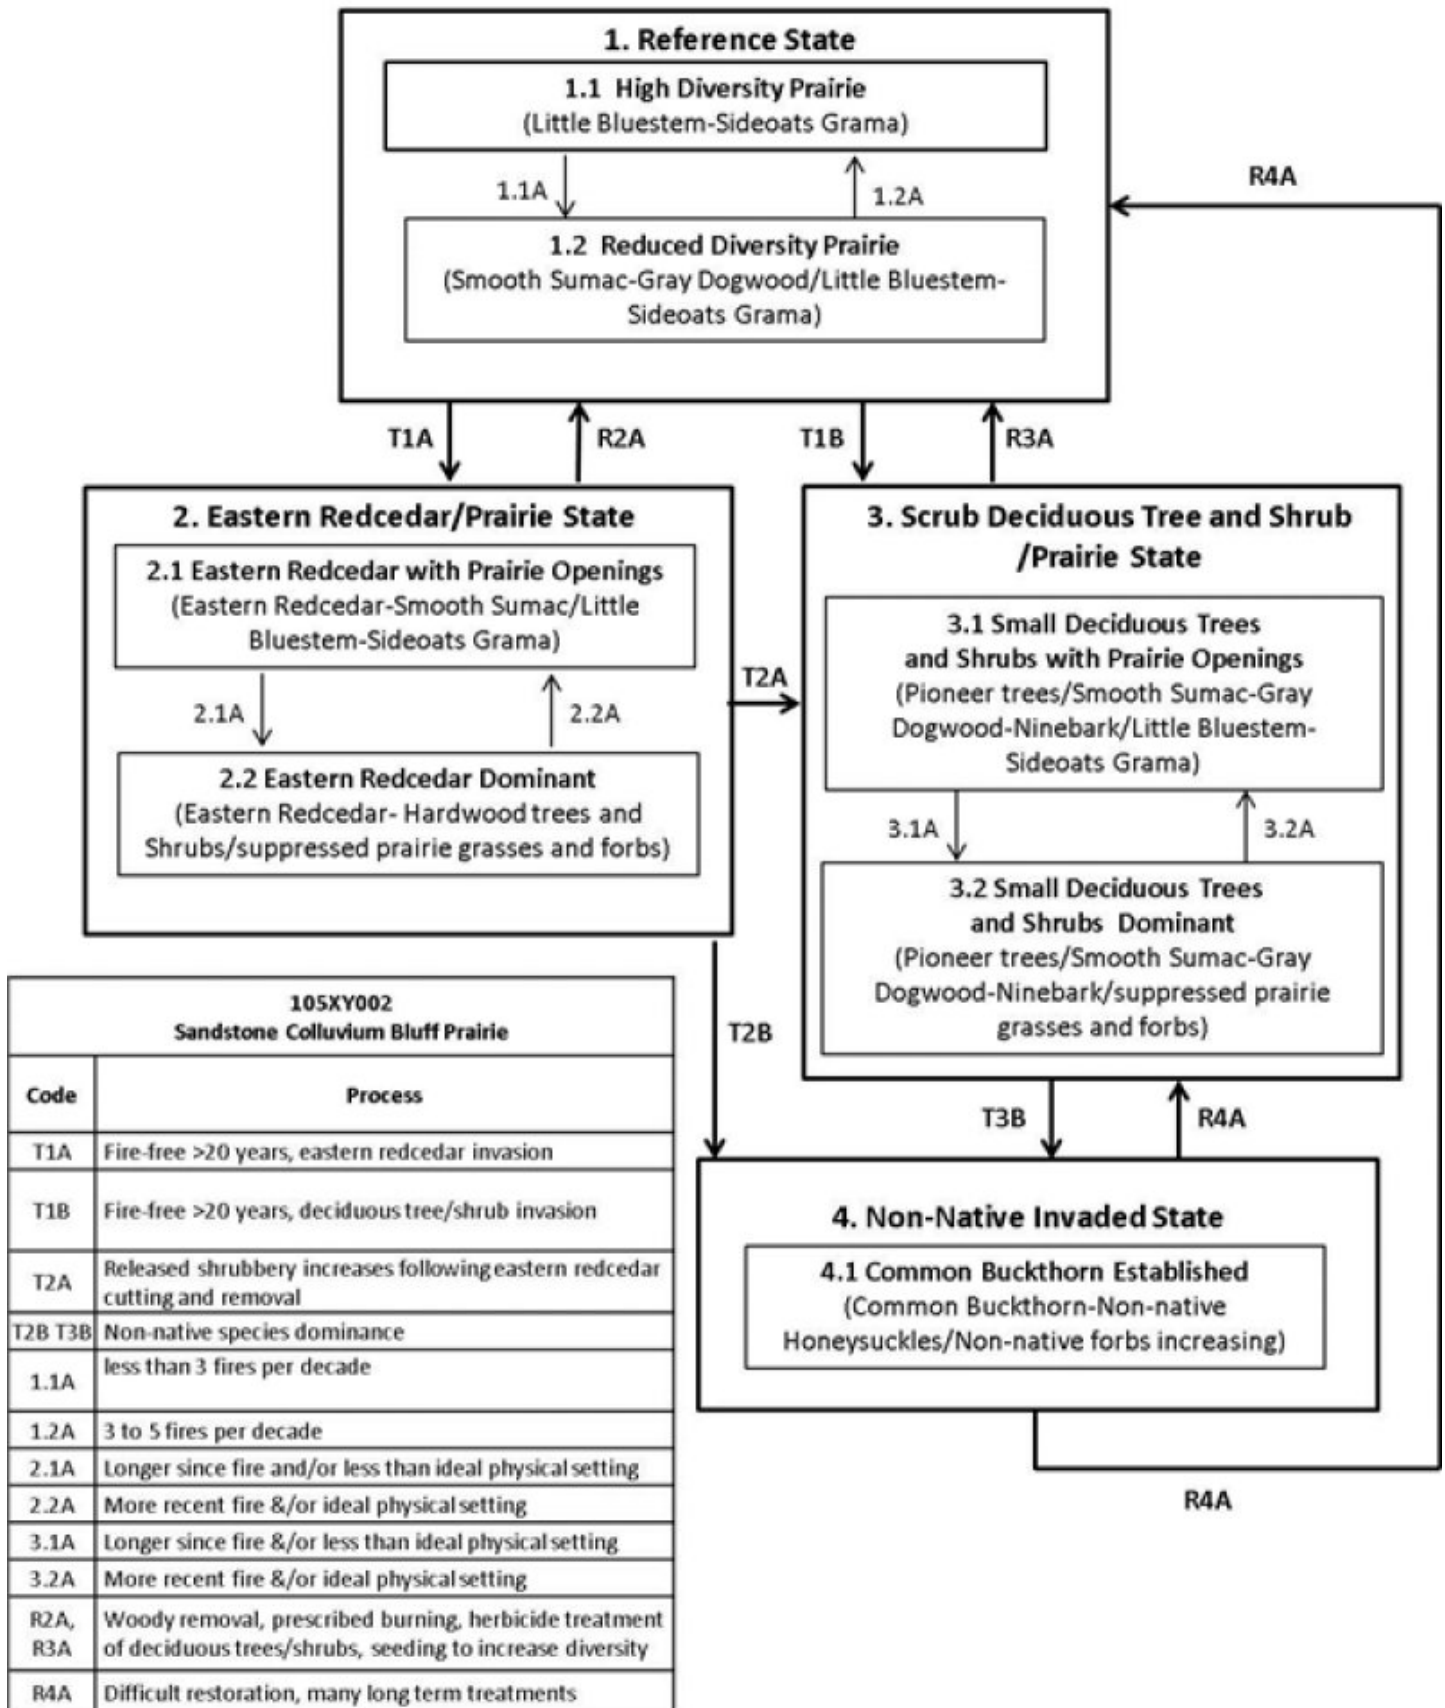 1. Reference State
1.1 High Diversity Prairie
(Little Bluestem-Sideoats Grama)
1.1A
1.2A
R4A
1.2 Reduced Diversity Prairie
(Smooth Sumac-Gray Dogwood/Little Bluestem-
Sideoats Grama)
T1A
R2A
T1B
R3A
2. Eastern Redcedar/Prairie State
2.1 Eastern Redcedar with Prairie Openings
(Eastern Redcedar-Smooth Sumac/Little
Bluestem-Sideoats Grama)
2.1A
2.2A
2.2 Eastern Redcedar Dominant
(Eastern Redcedar- Hardwood trees and
Shrubs/suppressed prairie grasses and forbs)
T2A
3. Scrub Deciduous Tree and Shrub
/Prairie State
3.1 Small Deciduous Trees
and Shrubs with Prairie Openings
(Pioneer trees/Smooth Sumac-Gray
Dogwood-Ninebark/Little Bluestem-
Sideoats Grama)
3.1A
3.2A
3.2 Small Deciduous Trees
and Shrubs Dominant
(Pioneer trees/Smooth Sumac-Gray
Dogwood-Ninebark/suppressed prairie
grasses and forbs)
T2B
T3B
R4A
4. Non-Native Invaded State
4.1 Common Buckthorn Established
(Common Buckthorn-Non-native
Honeysuckles/Non-native forbs increasing)
R4A
105XY002
Sandstone Colluvium Bluff Prairie
Code Process
T1A Fire-free >20 years, eastern redcedar invasion
T1B Fire-free >20 years, deciduous tree/shrub invasion
T2A Released shrubbery increases following eastern redcedar
cutting and removal
T2B T3B Non-native species dominance
1.1A less than 3 fires per decade
1.2A 3 to 5 fires per decade
2.1A Longer since fire and/or less than ideal physical setting
2.2A More recent fire &/or ideal physical setting
3.1A Longer since fire &/or less than ideal physical setting
3.2A More recent fire &/or ideal physical setting
R2A, Woody removal, prescribed burning, herbicide treatment
R3A of deciduous trees/shrubs, seeding to increase diversity
R4A Difficult restoration, many long term treatments